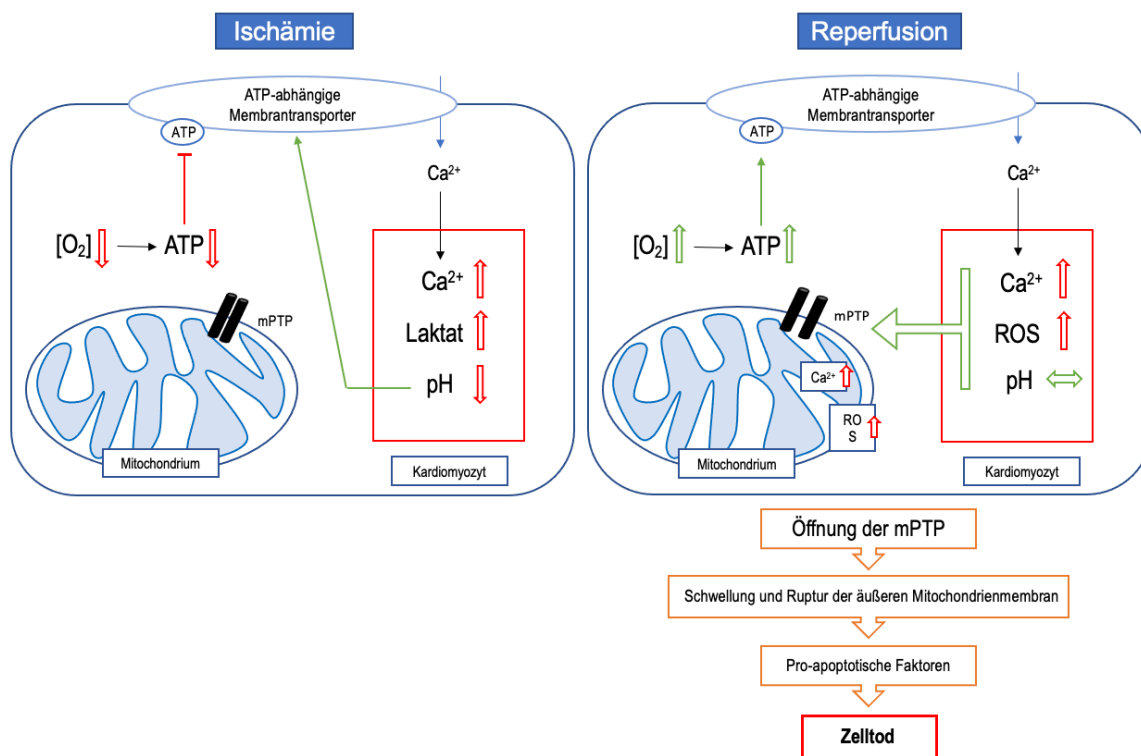 Ischämie
ATP-abhängige
Membrantransporter
ATP
Ca²⁺
[O₂]
ATP
Ca²⁺
Laktat
pH
mPTP
Mitochondrium
Kardiomyozyt
Reperfusion
ATP-abhängige
Membrantransporter
ATP
Ca²⁺
[O₂]
ATP
Ca²⁺
ROS
pH
mPTP
Ca²⁺
RO
S
Mitochondrium
Kardiomyozyt
Öffnung der mPTP
Schwellung und Ruptur der äußeren Mitochondrienmembran
Pro-apoptotische Faktoren
Zelltod